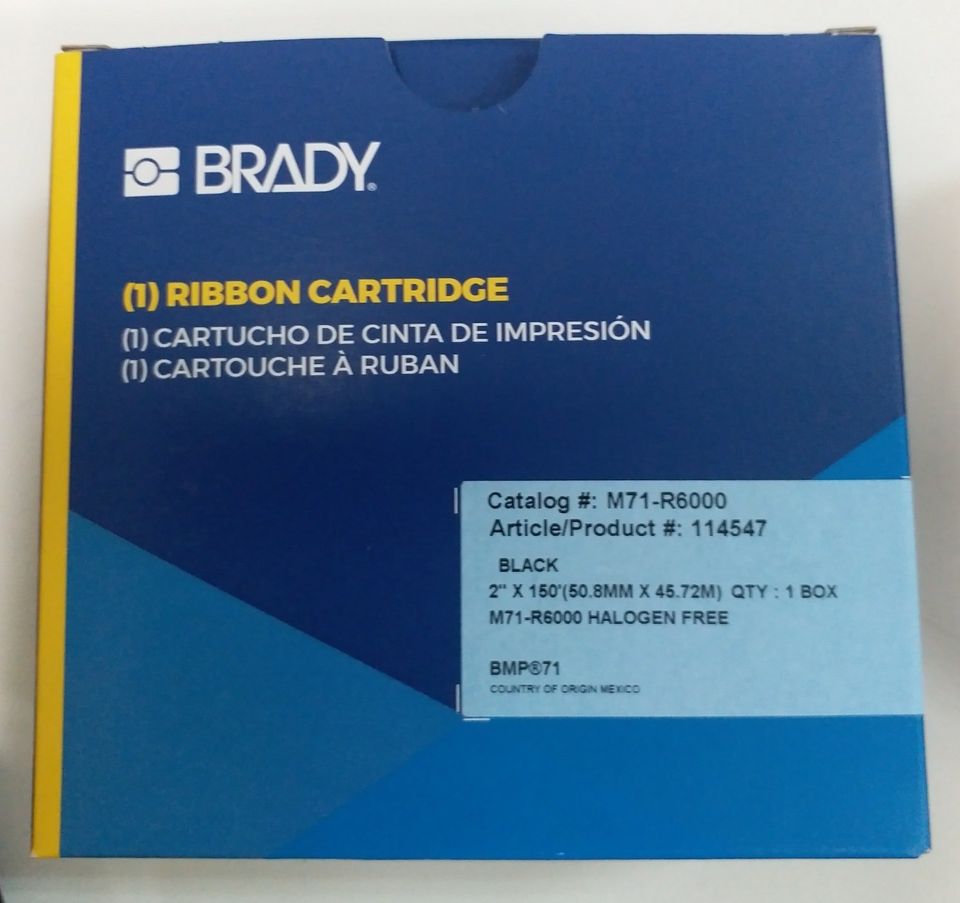 BRADY®
(1) RIBBON CARTRIDGE
(1) CARTUCHO DE CINTA DE IMPRESIÓN
(1) CARTOUCHE À RUBAN
Catalog #: M71-R6000
Article/Product #: 114547
BLACK
2" X 150'(50.8MM X 45.72M) QTY : 1 BOX
M71-R6000 HALOGEN FREE
BMP®71
COUNTRY OF ORIGIN MEXICO